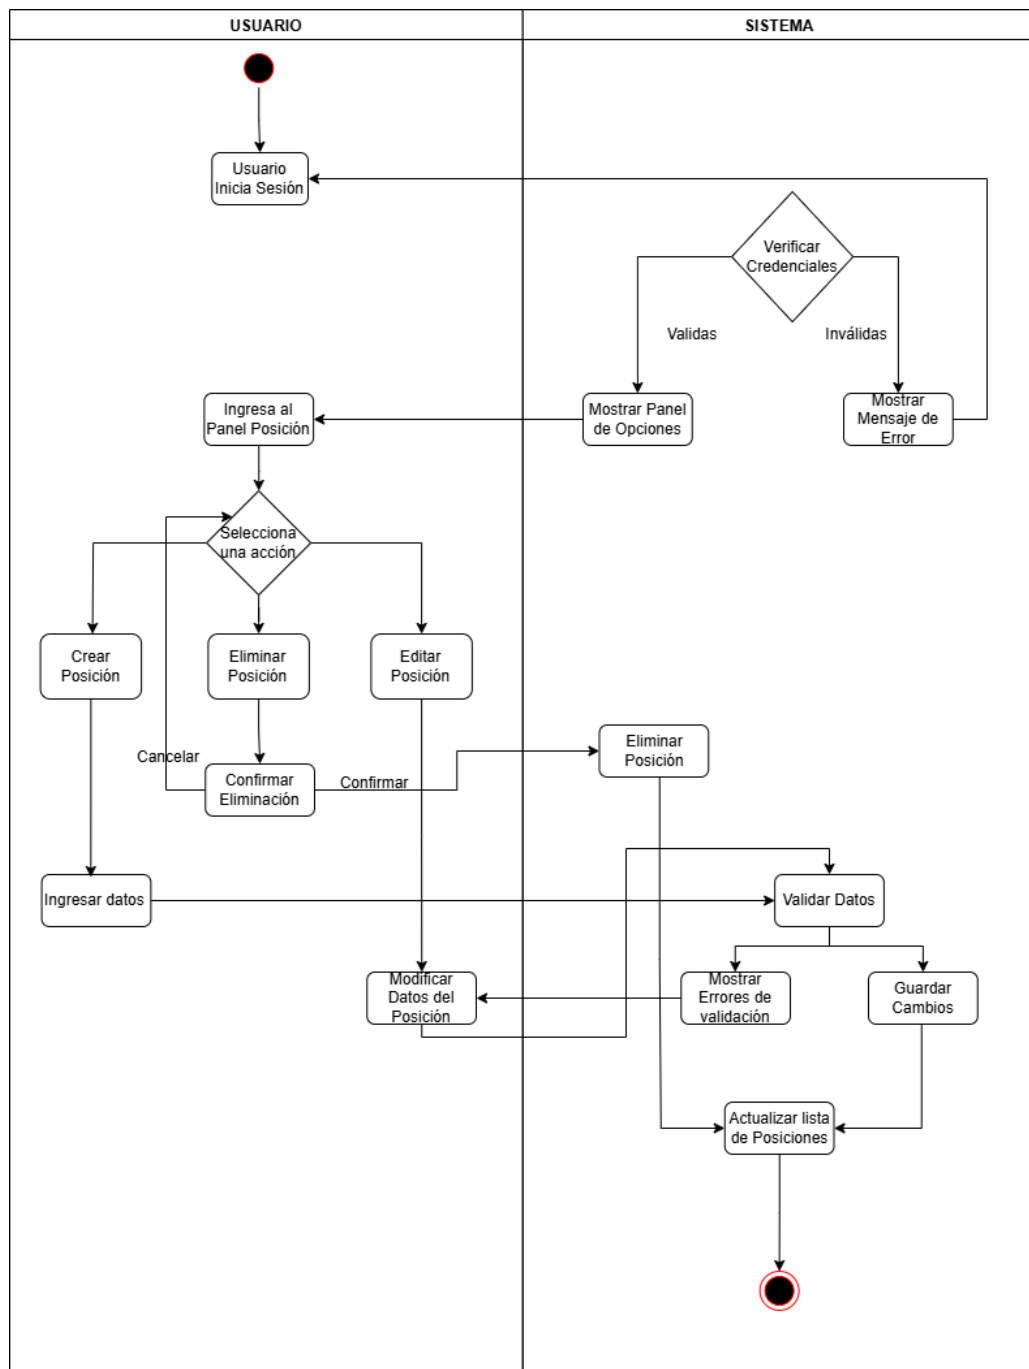 USUARIO
SISTEMA
Usuario
Inicia Sesión
Verificar
Credenciales
Validas
Inválidas
Ingresa al
Panel Posición
Mostrar Panel
de Opciones
Mostrar
Mensaje de
Error
Selecciona
una acción
Crear
Posición
Eliminar
Posición
Editar
Posición
Cancelar
Confirmar
Eliminación
Confirmar
Eliminar
Posición
Ingresar datos
Validar Datos
Modificar
Datos del
Posición
Mostrar
Errores de
validación
Guardar
Cambios
Actualizar lista
de Posiciones